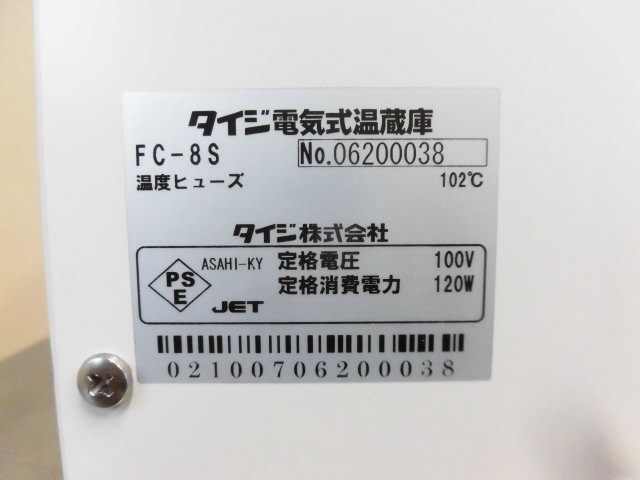 タイジ電気式温蔵庫
FC-8S No.06200038
温度ヒューズ 102℃
タイジ株式会社
PS E ASAHI-KY 定格電圧 100V
JET 定格消費電力 120W
02100706200038